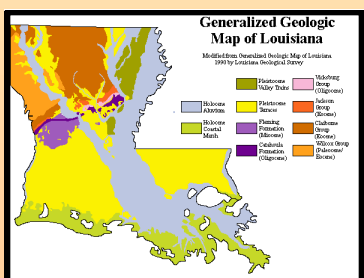 Generalized Geologic
Map of Louisiana
Modified from Generalized Geologic Map of Louisiana
1990 by Louisiana Geological Survey
Pleistocene
Valley Trains
Vicksburg
Group
(Oligocene)
Holocene
Alluvium
Pleistocene
Terraces
Jackson
Group
(Eocene)
Holocene
Coastal
Marsh
Fleming
Formation
(Miocene)
Claiborne
Group
(Eocene)
Catahoula
Formation
(Oligocene)
Wilcox Group
(Paleocene/
Eocene)